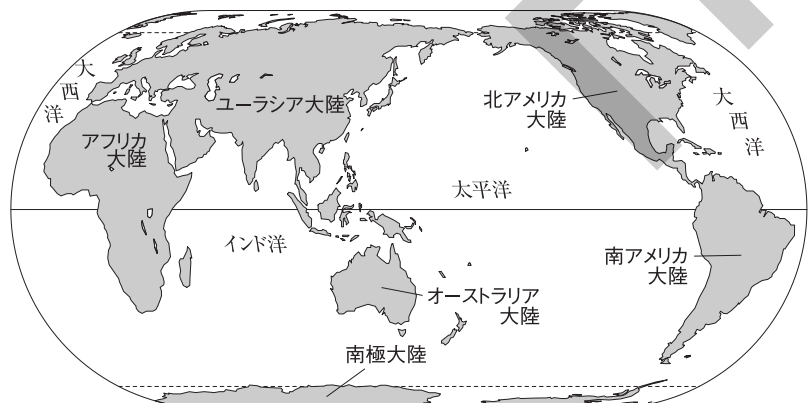 大
西
洋
ユーラシア大陸
アフリカ
大陸
北アメリカ
大陸
大
西
洋
太平洋
インド洋
南アメリカ
大陸
オーストラリア
大陸
南極大陸